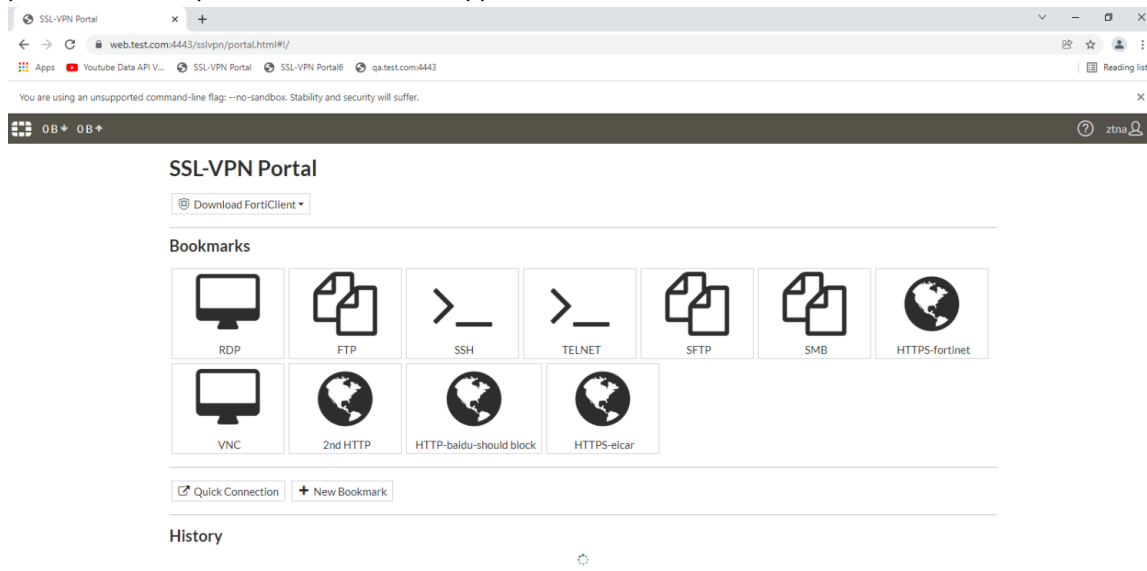 SSL-VPN Portal
web.test.com:4443/sslvpn/portal.html#!/
Apps Youtube Data API V... SSL-VPN Portal SSL-VPN Portal6 qa.test.com:4443 Reading list
You are using an unsupported command-line flag: --no-sandbox. Stability and security will suffer.
0B 0B ztna
SSL-VPN Portal
Download FortiClient
Bookmarks
RDP FTP SSH TELNET SFTP SMB HTTPS-fortinet
VNC 2nd HTTP HTTP-baidu-should block HTTPS-eicar
Quick Connection + New Bookmark
History